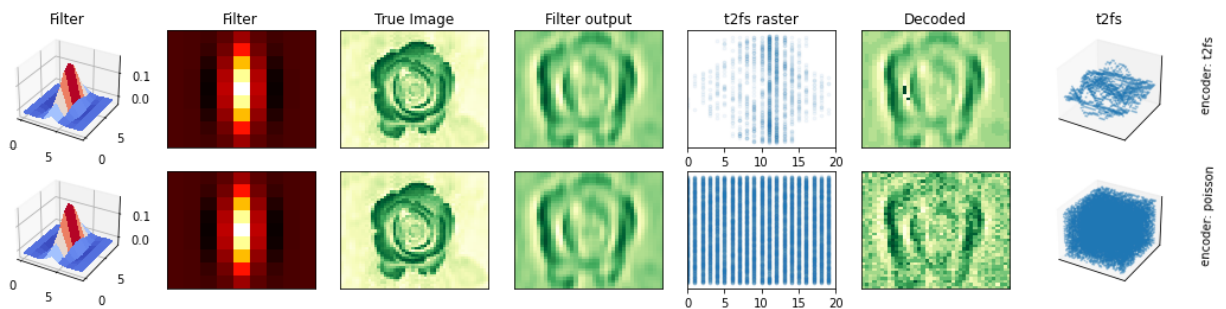 Filter Filter True Image Filter output t2fs raster Decoded t2fs
0.1
0.0
0 5 0 5
0 5 10 15 20
encoder: t2fs
0.1
0.0
0 5 0 5
0 5 10 15 20
encoder: poisson